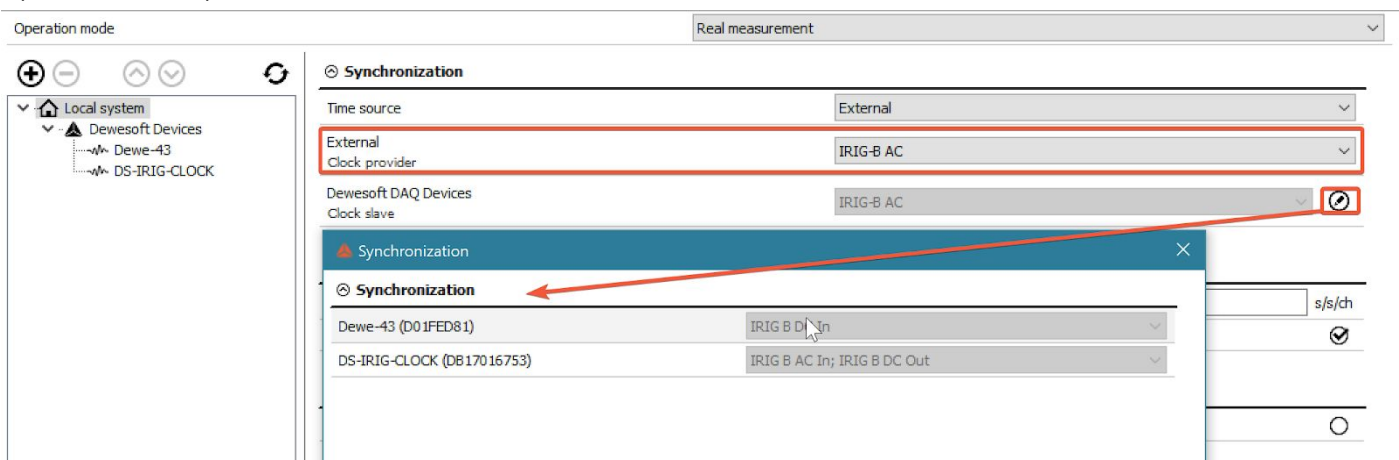 Operation mode
Real measurement
Local system
Dewesoft Devices
Dewe-43
DS-IRIG-CLOCK
Synchronization
Time source
External
External
Clock provider
IRIG-B AC
Dewesoft DAQ Devices
Clock slave
IRIG-B AC
Synchronization
Synchronization
Dewe-43 (D01FED81)
IRIG B DC In
DS-IRIG-CLOCK (DB17016753)
IRIG B AC In; IRIG B DC Out
s/s/ch